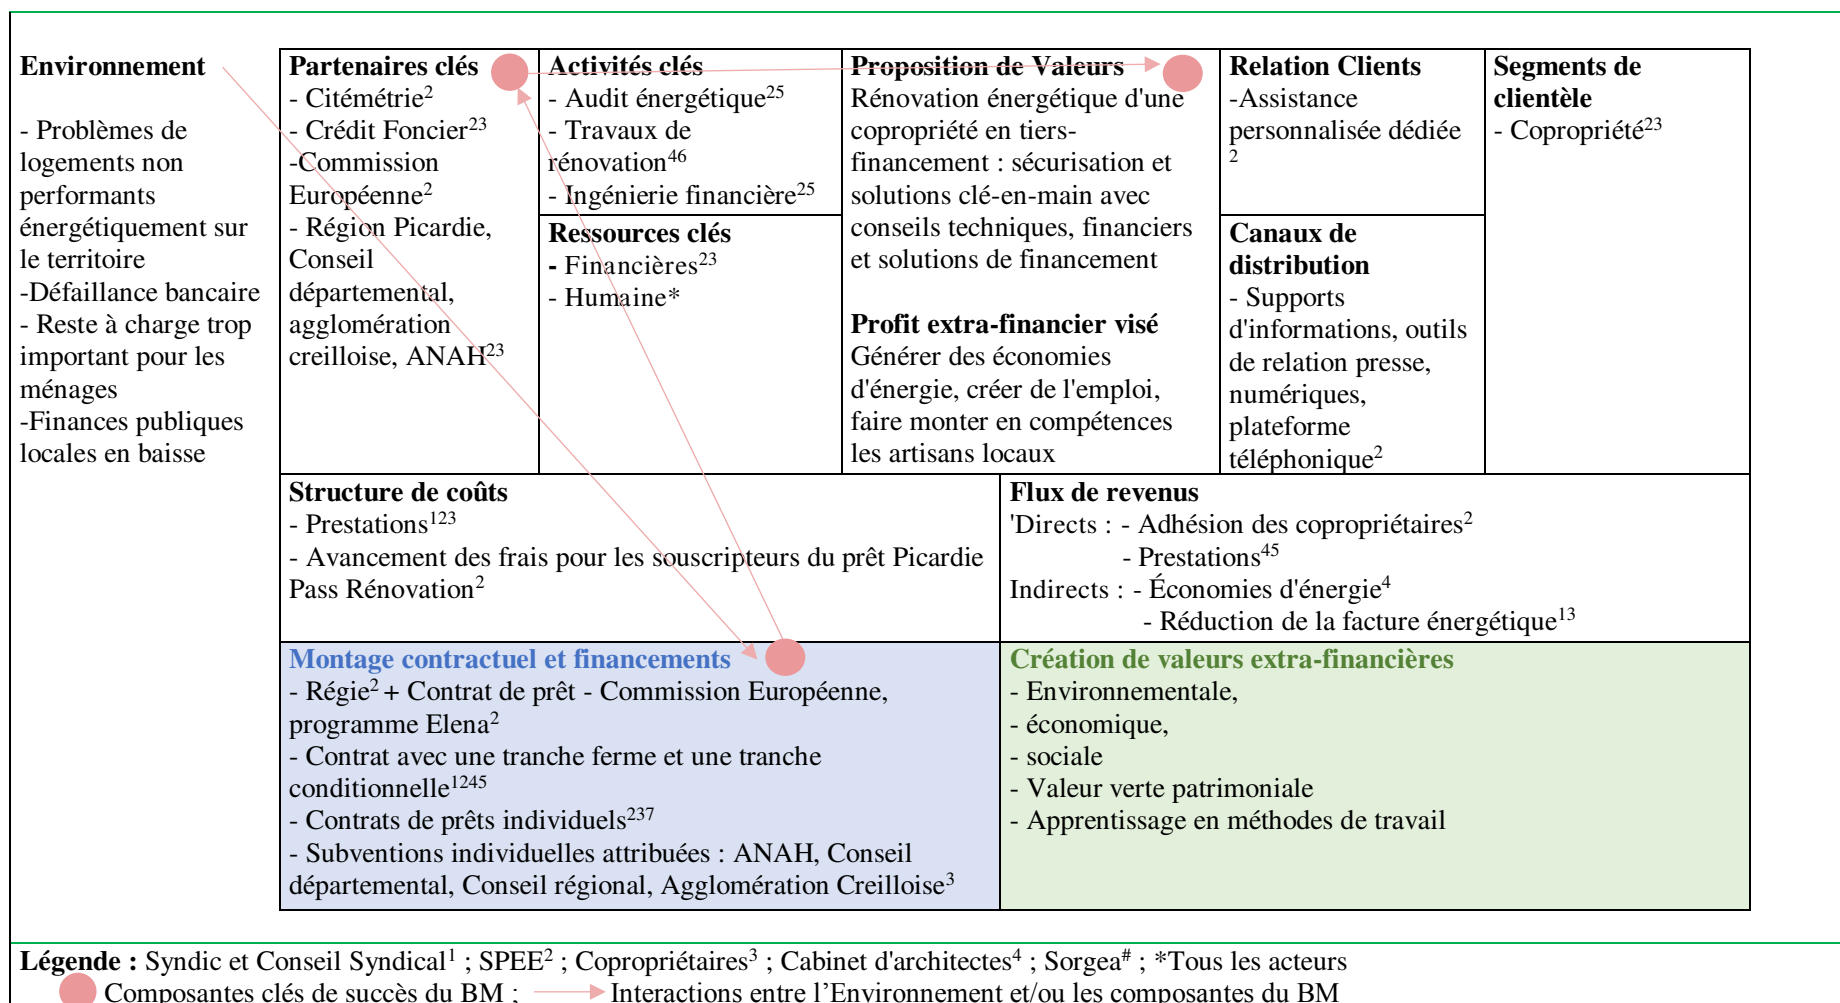 Environnement
- Problèmes de
logements non
performants
énergétiquement sur
le territoire
-Défaillance bancaire
- Reste à charge trop
important pour les
ménages
-Finances publiques
locales en baisse
Partenaires clés
- Citémétrie²
- Crédit Foncier²³
-Commission
Européenne²
- Région Picardie,
Conseil
départemental,
agglomération
creilloise, ANAH²³
Activités clés
- Audit énergétique²⁵
- Travaux de
rénovation⁴⁶
- Ingénierie financière²⁵
Ressources clés
- Financières²³
- Humaine*
Proposition de Valeurs
Rénovation énergétique d'une
copropriété en tiers-
financement : sécurisation et
solutions clé-en-main avec
conseils techniques, financiers
et solutions de financement
Profit extra-financier visé
Générer des économies
d'énergie, créer de l'emploi,
faire monter en compétences
les artisans locaux
Relation Clients
-Assistance
personnalisée dédiée
²
Canaux de
distribution
- Supports
d'informations, outils
de relation presse,
numériques,
plateforme
téléphonique²
Segments de
clientèle
- Copropriété²³
Structure de coûts
- Prestations¹²³
- Avancement des frais pour les souscripteurs du prêt Picardie
Pass Rénovation²
Flux de revenus
'Directs : - Adhésion des copropriétaires²
- Prestations⁴⁵
Indirects : - Économies d'énergie⁴
- Réduction de la facture énergétique¹³
Montage contractuel et financements
- Régie² + Contrat de prêt - Commission Européenne,
programme Elena²
- Contrat avec une tranche ferme et une tranche
conditionnelle¹²⁴⁵
- Contrats de prêts individuels²³⁷
- Subventions individuelles attribuées : ANAH, Conseil
départemental, Conseil régional, Agglomération Creilloise³
Création de valeurs extra-financières
- Environnementale,
- économique,
- sociale
- Valeur verte patrimoniale
- Apprentissage en méthodes de travail
Légende : Syndic et Conseil Syndical¹ ; SPEE² ; Copropriétaires³ ; Cabinet d'architectes⁴ ; Sorgea# ; *Tous les acteurs
Composantes clés de succès du BM ; Interactions entre l'Environnement et/ou les composantes du BM